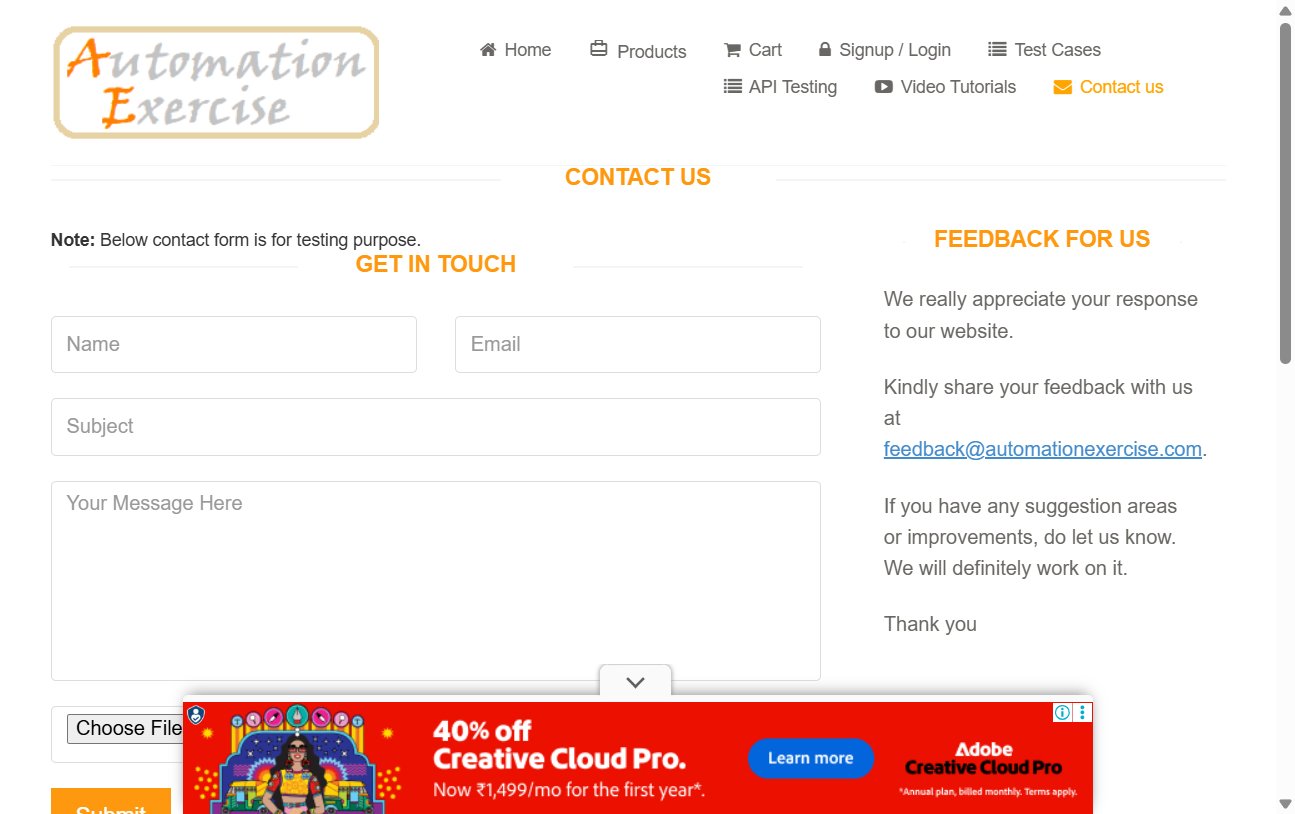 Automation
Exercise
Home
Products
Cart
Signup / Login
Test Cases
API Testing
Video Tutorials
Contact us
CONTACT US
Note: Below contact form is for testing purpose.
GET IN TOUCH
Name
Email
Subject
Your Message Here
Choose File
Submit
FEEDBACK FOR US
We really appreciate your response
to our website.
Kindly share your feedback with us
at
feedback@automationexercise.com.
If you have any suggestion areas
or improvements, do let us know.
We will definitely work on it.
Thank you
40% off
Creative Cloud Pro.
Now ₹1,499/mo for the first year*.
Learn more
Adobe
Creative Cloud Pro
*Annual plan, billed monthly. Terms apply.